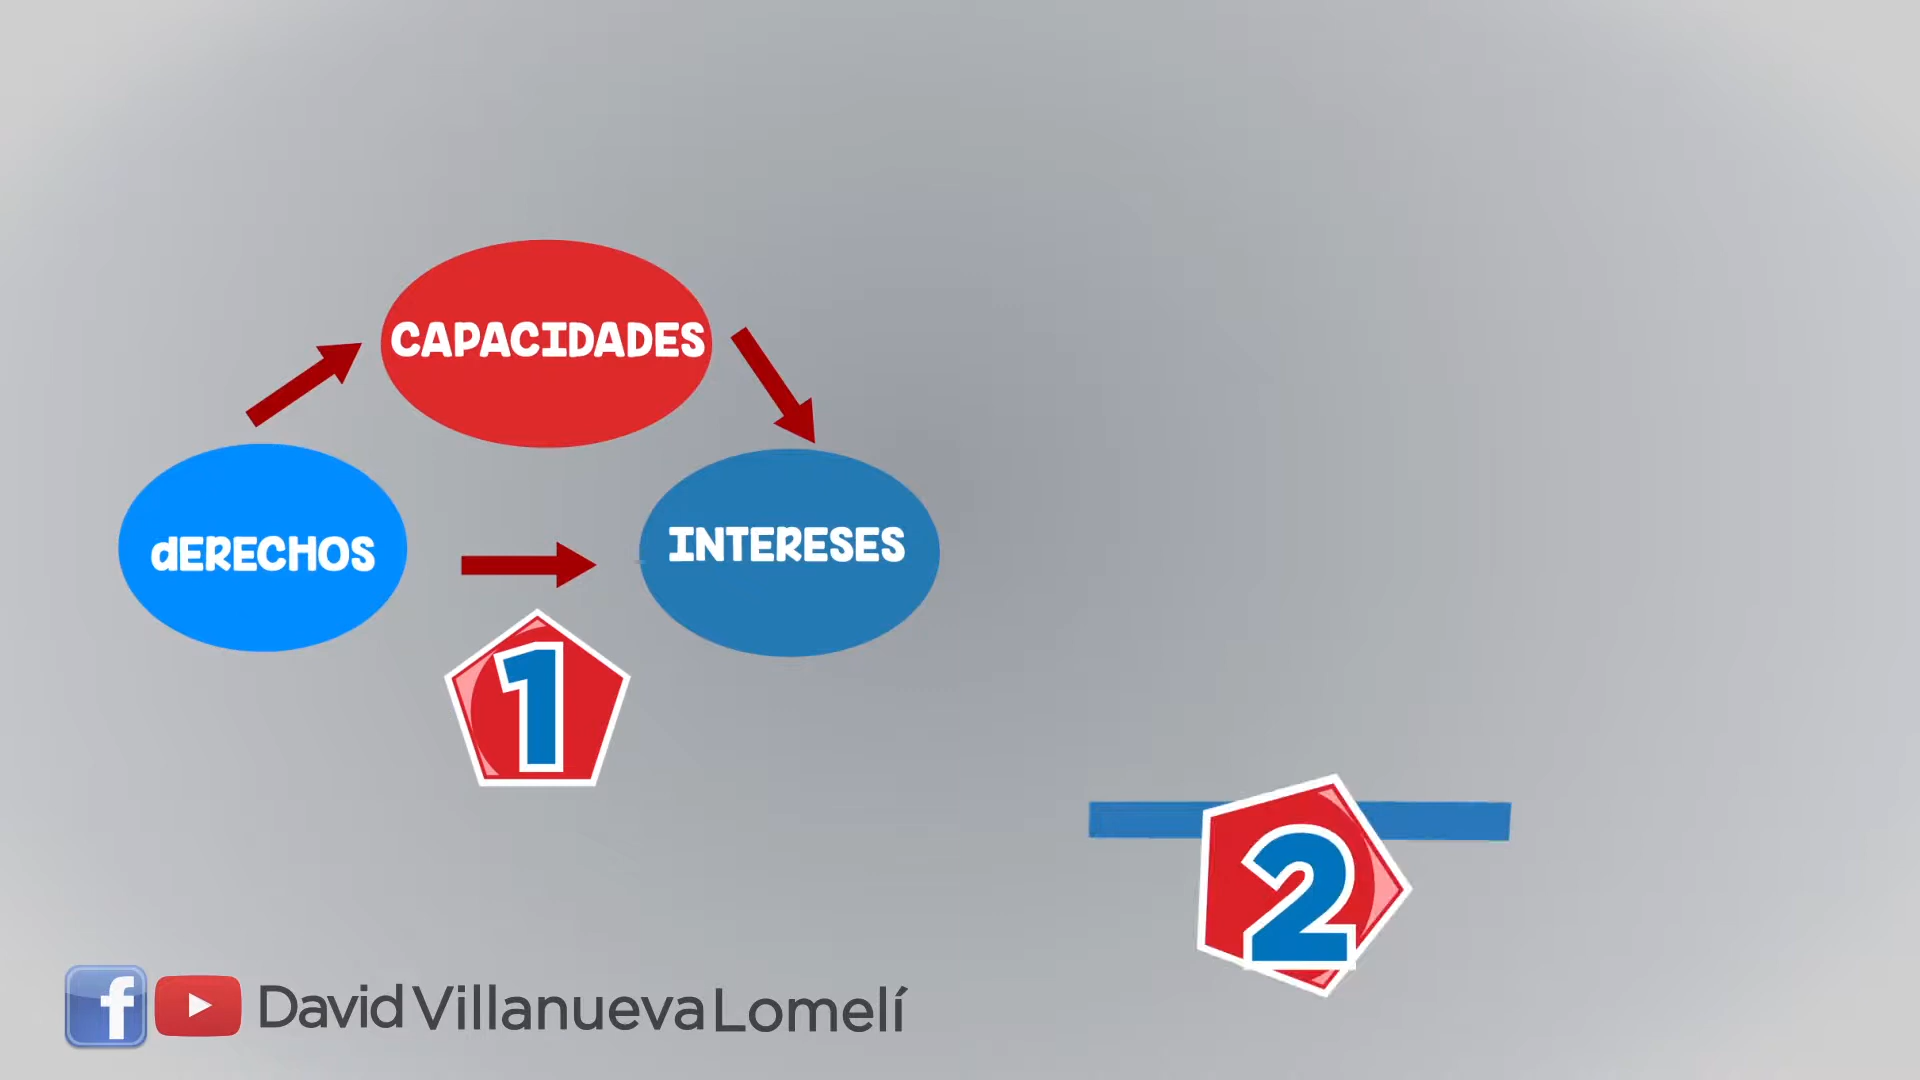 CAPACIDADES
dERECHOS
INTERESES
1
2
f David Villanueva Lomelí